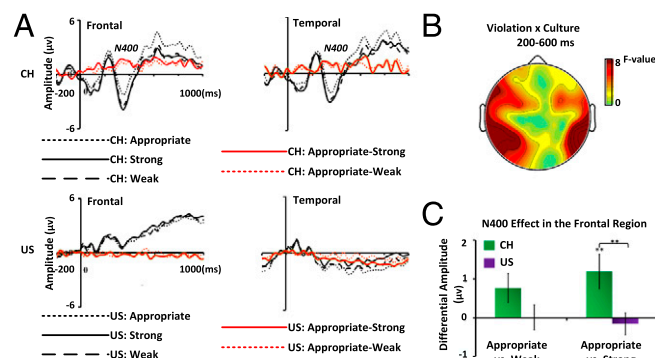 A
Frontal
Temporal
N400
N400
CH
Amplitude (μv)
6
6
-200
1000(ms)
CH: Appropriate
CH: Strong
CH: Weak
CH: Appropriate-Strong
CH: Appropriate-Weak
6
Frontal
Temporal
US
Amplitude (μv)
-200
0
1000(ms)
6
US: Appropriate
US: Strong
US: Weak
US: Appropriate-Strong
US: Appropriate-Weak
B
Violation x Culture
200-600 ms
F-value
8
0
C
N400 Effect in the Frontal Region
Differential Amplitude
(μv)
2
1
0
-1
CH
US
**
**
Appropriate
vs. Weak
Appropriate
vs. Strong